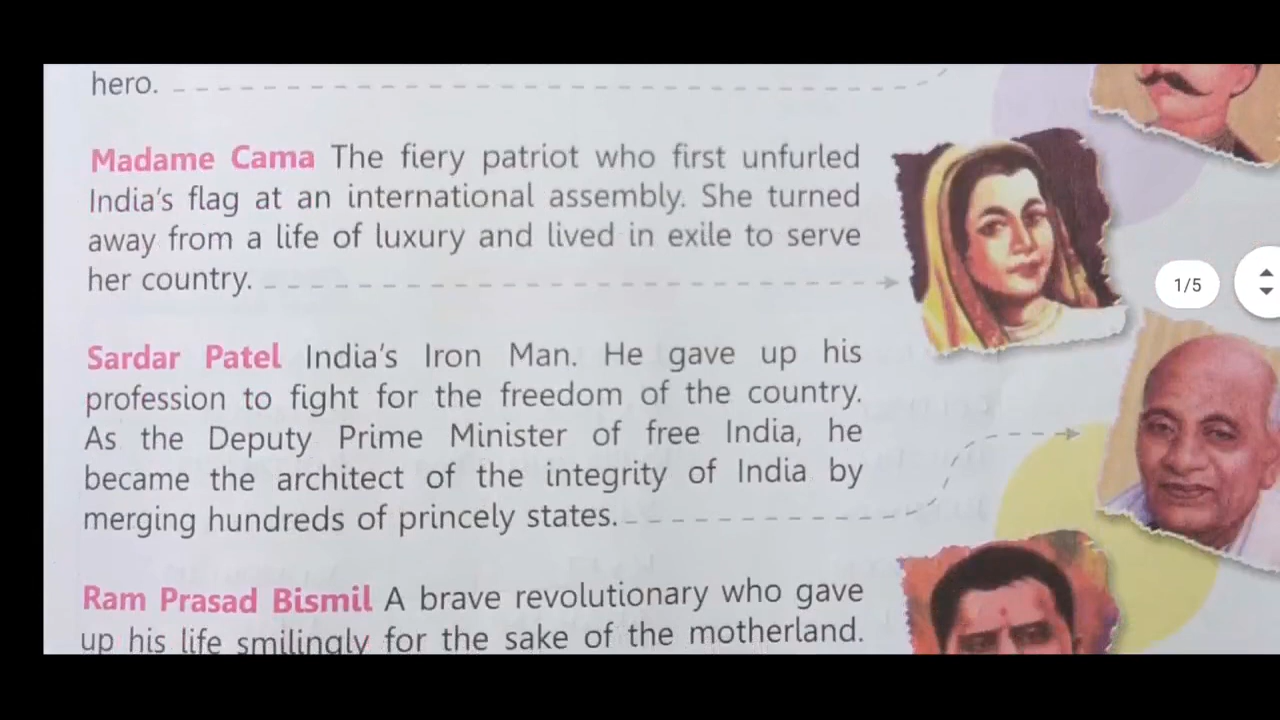 hero.
Madame Cama The fiery patriot who first unfurled
India's flag at an international assembly. She turned
away from a life of luxury and lived in exile to serve
her country.
1/5
Sardar Patel India's Iron Man. He gave up his
profession to fight for the freedom of the country.
As the Deputy Prime Minister of free India, he
became the architect of the integrity of India by
merging hundreds of princely states.
Ram Prasad Bismil A brave revolutionary who gave
up his life smilingly for the sake of the motherland.